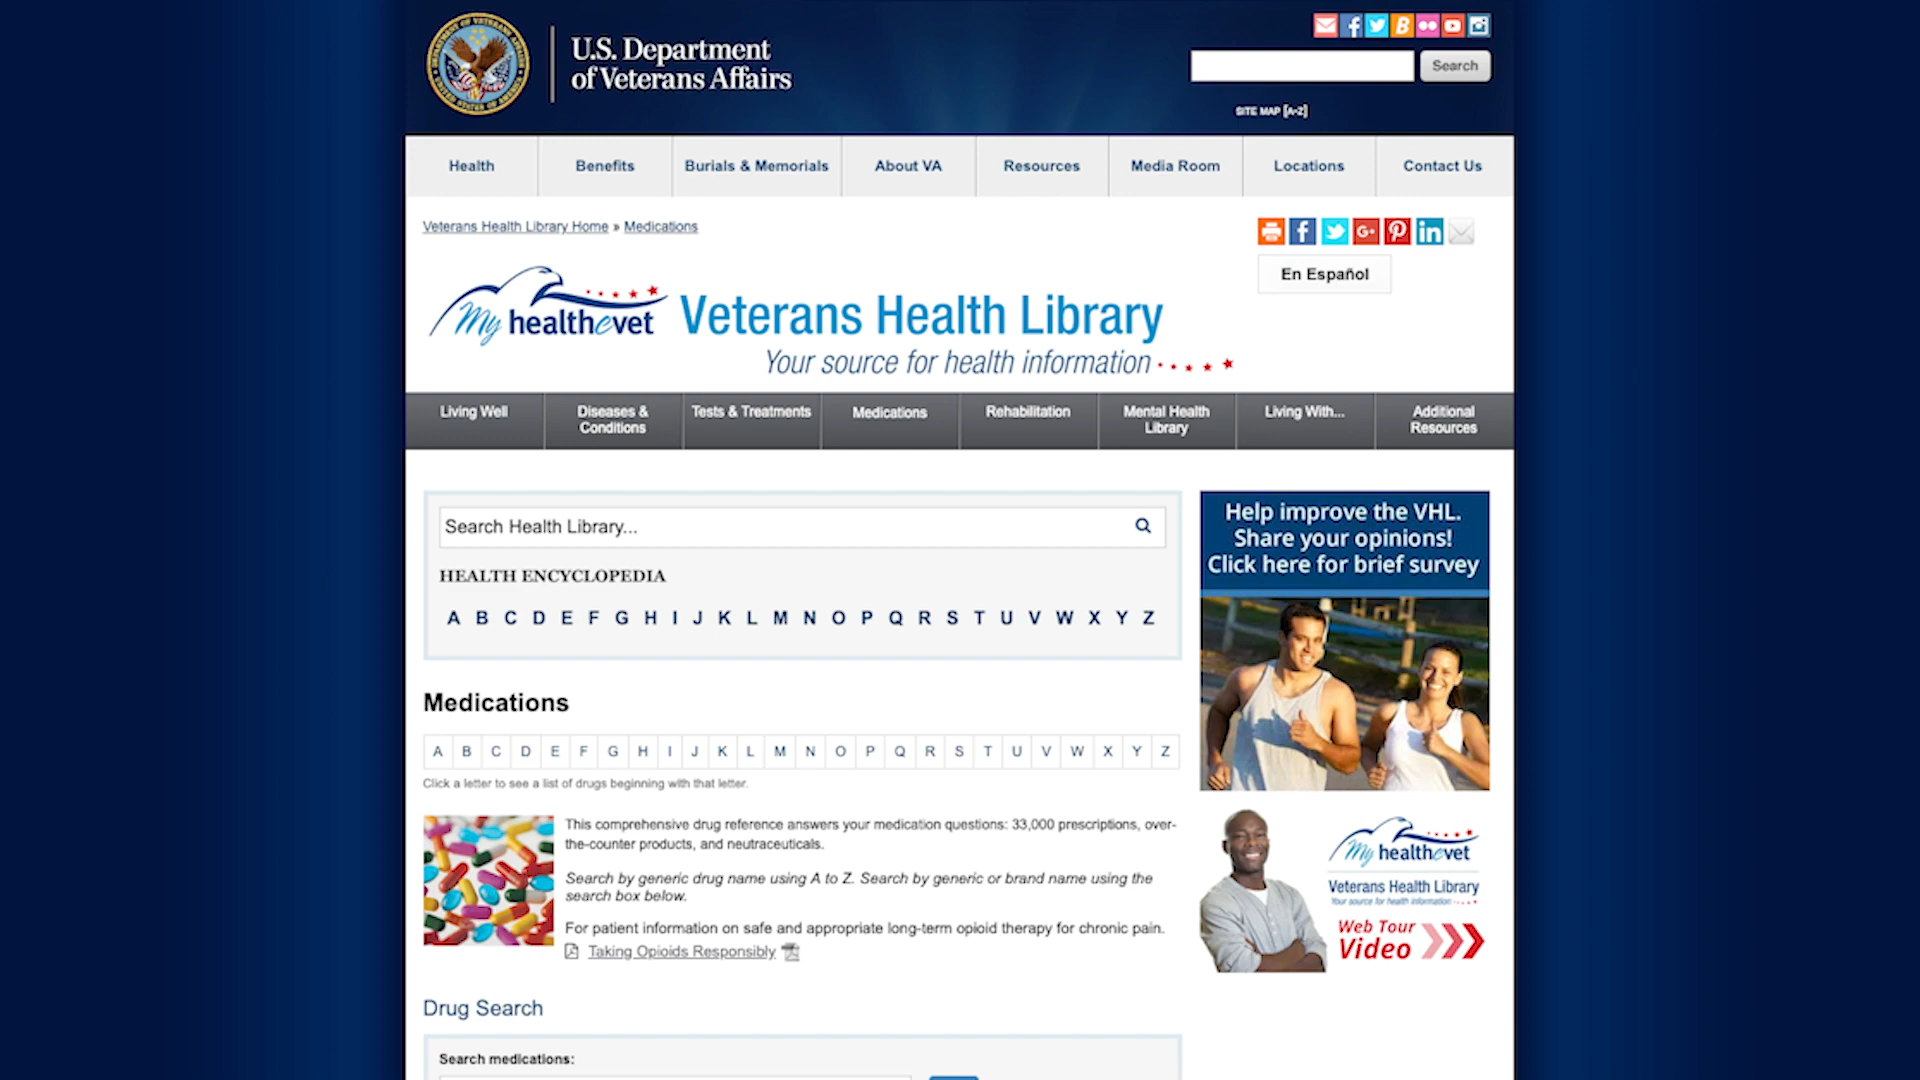 U.S. Department
of Veterans Affairs
Search
SITE MAP [A-Z]
Health Benefits Burials & Memorials About VA Resources Media Room Locations Contact Us
Veterans Health Library Home » Medications
En Español
My healthevet Veterans Health Library
Your source for health information
Living Well Diseases & Conditions Tests & Treatments Medications Rehabilitation Mental Health Library Living With... Additional Resources
Search Health Library...
HEALTH ENCYCLOPEDIA
A B C D E F G H I J K L M N O P Q R S T U V W X Y Z
Help improve the VHL.
Share your opinions!
Click here for brief survey
Medications
A B C D E F G H I J K L M N O P Q R S T U V W X Y Z
Click a letter to see a list of drugs beginning with that letter.
This comprehensive drug reference answers your medication questions: 33,000 prescriptions, over-
the-counter products, and neutraceuticals.
Search by generic drug name using A to Z. Search by generic or brand name using the
search box below.
For patient information on safe and appropriate long-term opioid therapy for chronic pain.
Taking Opioids Responsibly
My healthevet
Veterans Health Library
Your source for health information
Web Tour
Video
Drug Search
Search medications: